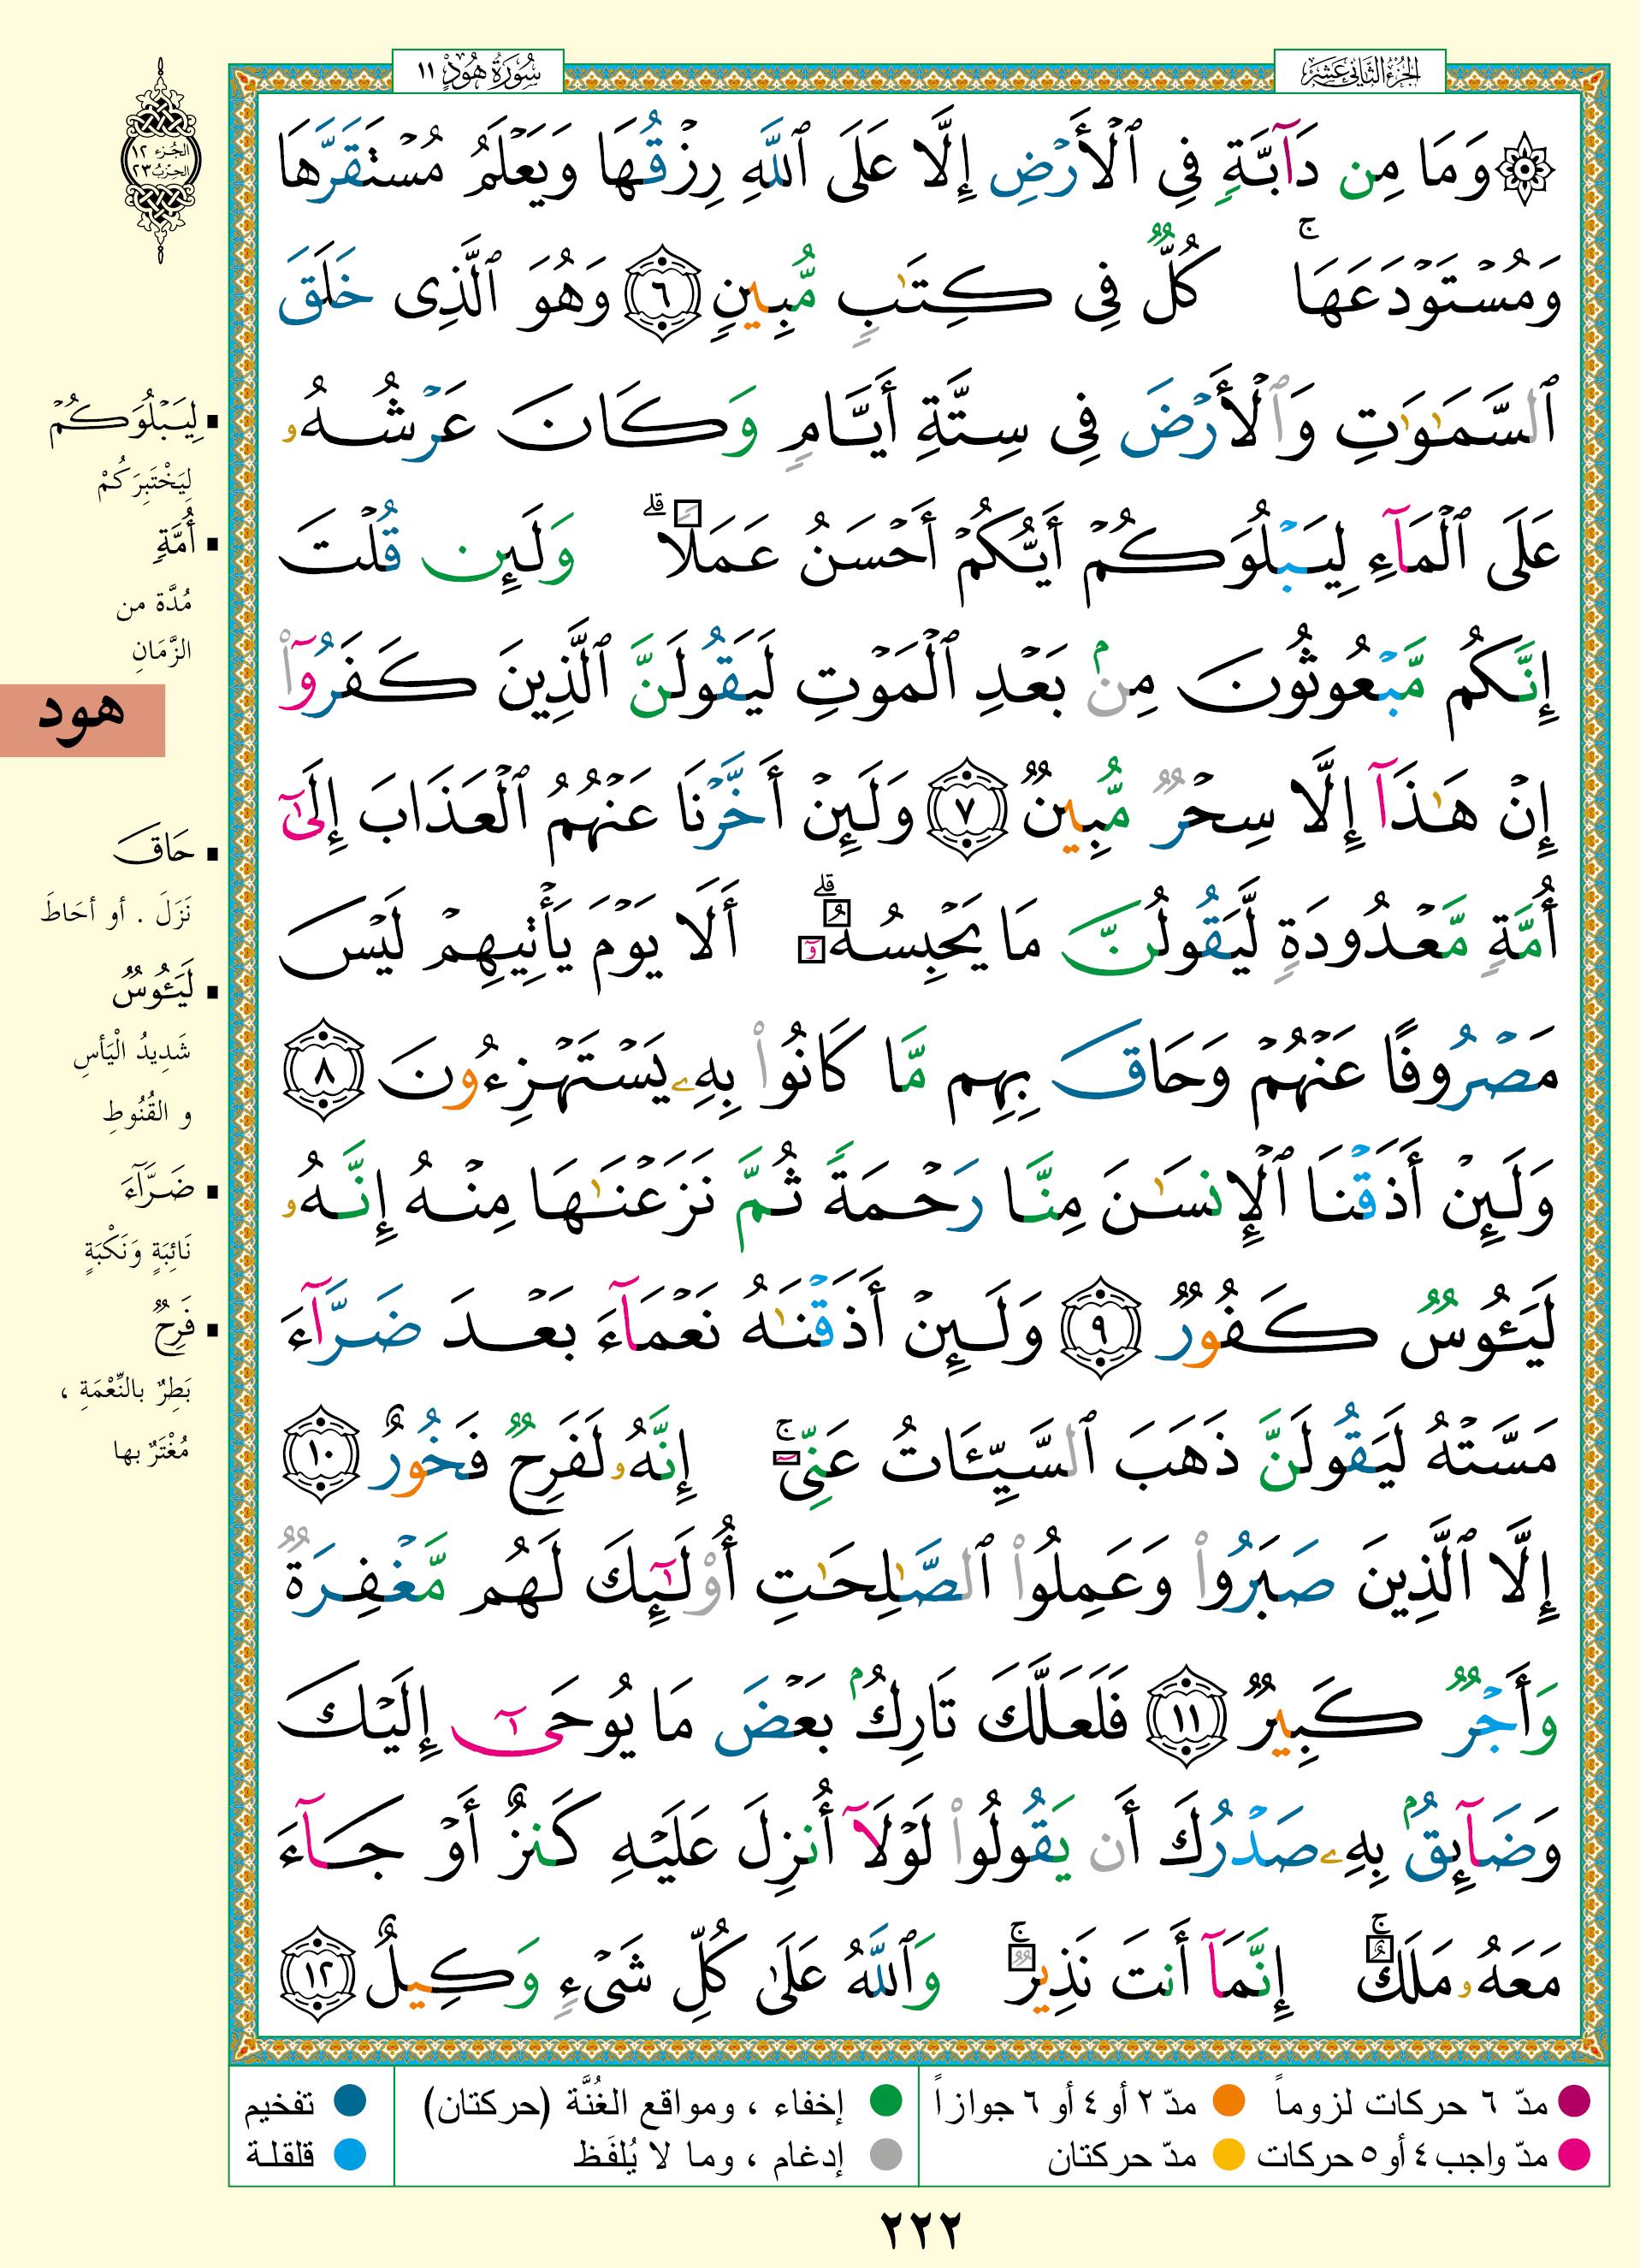 الجزء الثاني عشر
سورة هود ١١
الجزء ١٢
الحزب ٢٣
۞ وَمَا مِن دَآبَّةٍ فِى ٱلْأَرْضِ إِلَّا عَلَى ٱللَّهِ رِزْقُهَا وَيَعْلَمُ مُسْتَقَرَّهَا
وَمُسْتَوْدَعَهَا ۚ كُلٌّ فِى كِتَٰبٍ مُّبِينٍ ٦ وَهُوَ ٱلَّذِى خَلَقَ
ٱلسَّمَٰوَٰتِ وَٱلْأَرْضَ فِى سِتَّةِ أَيَّامٍ وَكَانَ عَرْشُهُۥ
عَلَى ٱلْمَآءِ لِيَبْلُوَكُمْ أَيُّكُمْ أَحْسَنُ عَمَلًا ۗ وَلَئِن قُلْتَ
إِنَّكُم مَّبْعُوثُونَ مِنۢ بَعْدِ ٱلْمَوْتِ لَيَقُولَنَّ ٱلَّذِينَ كَفَرُوٓا۟
إِنْ هَٰذَآ إِلَّا سِحْرٌ مُّبِينٌ ٧ وَلَئِنْ أَخَّرْنَا عَنْهُمُ ٱلْعَذَابَ إِلَىٰٓ
أُمَّةٍ مَّعْدُودَةٍ لَّيَقُولُنَّ مَا يَحْبِسُهُۥٓ ۗ أَلَا يَوْمَ يَأْتِيهِمْ لَيْسَ
مَصْرُوفًا عَنْهُمْ وَحَاقَ بِهِم مَّا كَانُوا۟ بِهِۦ يَسْتَهْزِءُونَ ٨
وَلَئِنْ أَذَقْنَا ٱلْإِنسَٰنَ مِنَّا رَحْمَةً ثُمَّ نَزَعْنَٰهَا مِنْهُ إِنَّهُۥ
لَيَـُٔوسٌ كَفُورٌ ٩ وَلَئِنْ أَذَقْنَٰهُ نَعْمَآءَ بَعْدَ ضَرَّآءَ
مَسَّتْهُ لَيَقُولَنَّ ذَهَبَ ٱلسَّيِّـَٔاتُ عَنِّىٓ ۚ إِنَّهُۥ لَفَرِحٌ فَخُورٌ ١٠
إِلَّا ٱلَّذِينَ صَبَرُوا۟ وَعَمِلُوا۟ ٱلصَّٰلِحَٰتِ أُو۟لَٰٓئِكَ لَهُم مَّغْفِرَةٌ
وَأَجْرٌ كَبِيرٌ ١١ فَلَعَلَّكَ تَارِكٌۢ بَعْضَ مَا يُوحَىٰٓ إِلَيْكَ
وَضَآئِقٌۢ بِهِۦ صَدْرُكَ أَن يَقُولُوا۟ لَوْلَآ أُنزِلَ عَلَيْهِ كَنزٌ أَوْ جَآءَ
مَعَهُۥ مَلَكٌ ۚ إِنَّمَآ أَنتَ نَذِيرٌ ۚ وَٱللَّهُ عَلَىٰ كُلِّ شَىْءٍ وَكِيلٌ ١٢
لِيَبْلُوَكُمْ
لِيَخْتَبِرَكُمْ
أُمَّةٍ
مُدَّة من
الزَّمَانِ
هود
حَاقَ
نَزَلَ . أو أحَاطَ
لَيَـُٔوسٌ
شَدِيدُ الْيَأسِ
و القُنُوطِ
ضَرَّآءَ
نَائِبَةٍ وَنَكْبَةٍ
فَرِحٌ
بَطِرٌ بالنِّعْمَةِ ،
مُغْتَرٌ بها
مدّ ٦ حركات لزوماً
مدّ ٢ أو ٤ أو ٦ جوازاً
إخفاء ، ومواقع الغُنَّة (حركتان)
تفخيم
مدّ واجب ٤ أو ٥ حركات
مدّ حركتان
إدغام ، وما لا يُلفَظ
قلقلة
٢٢٢